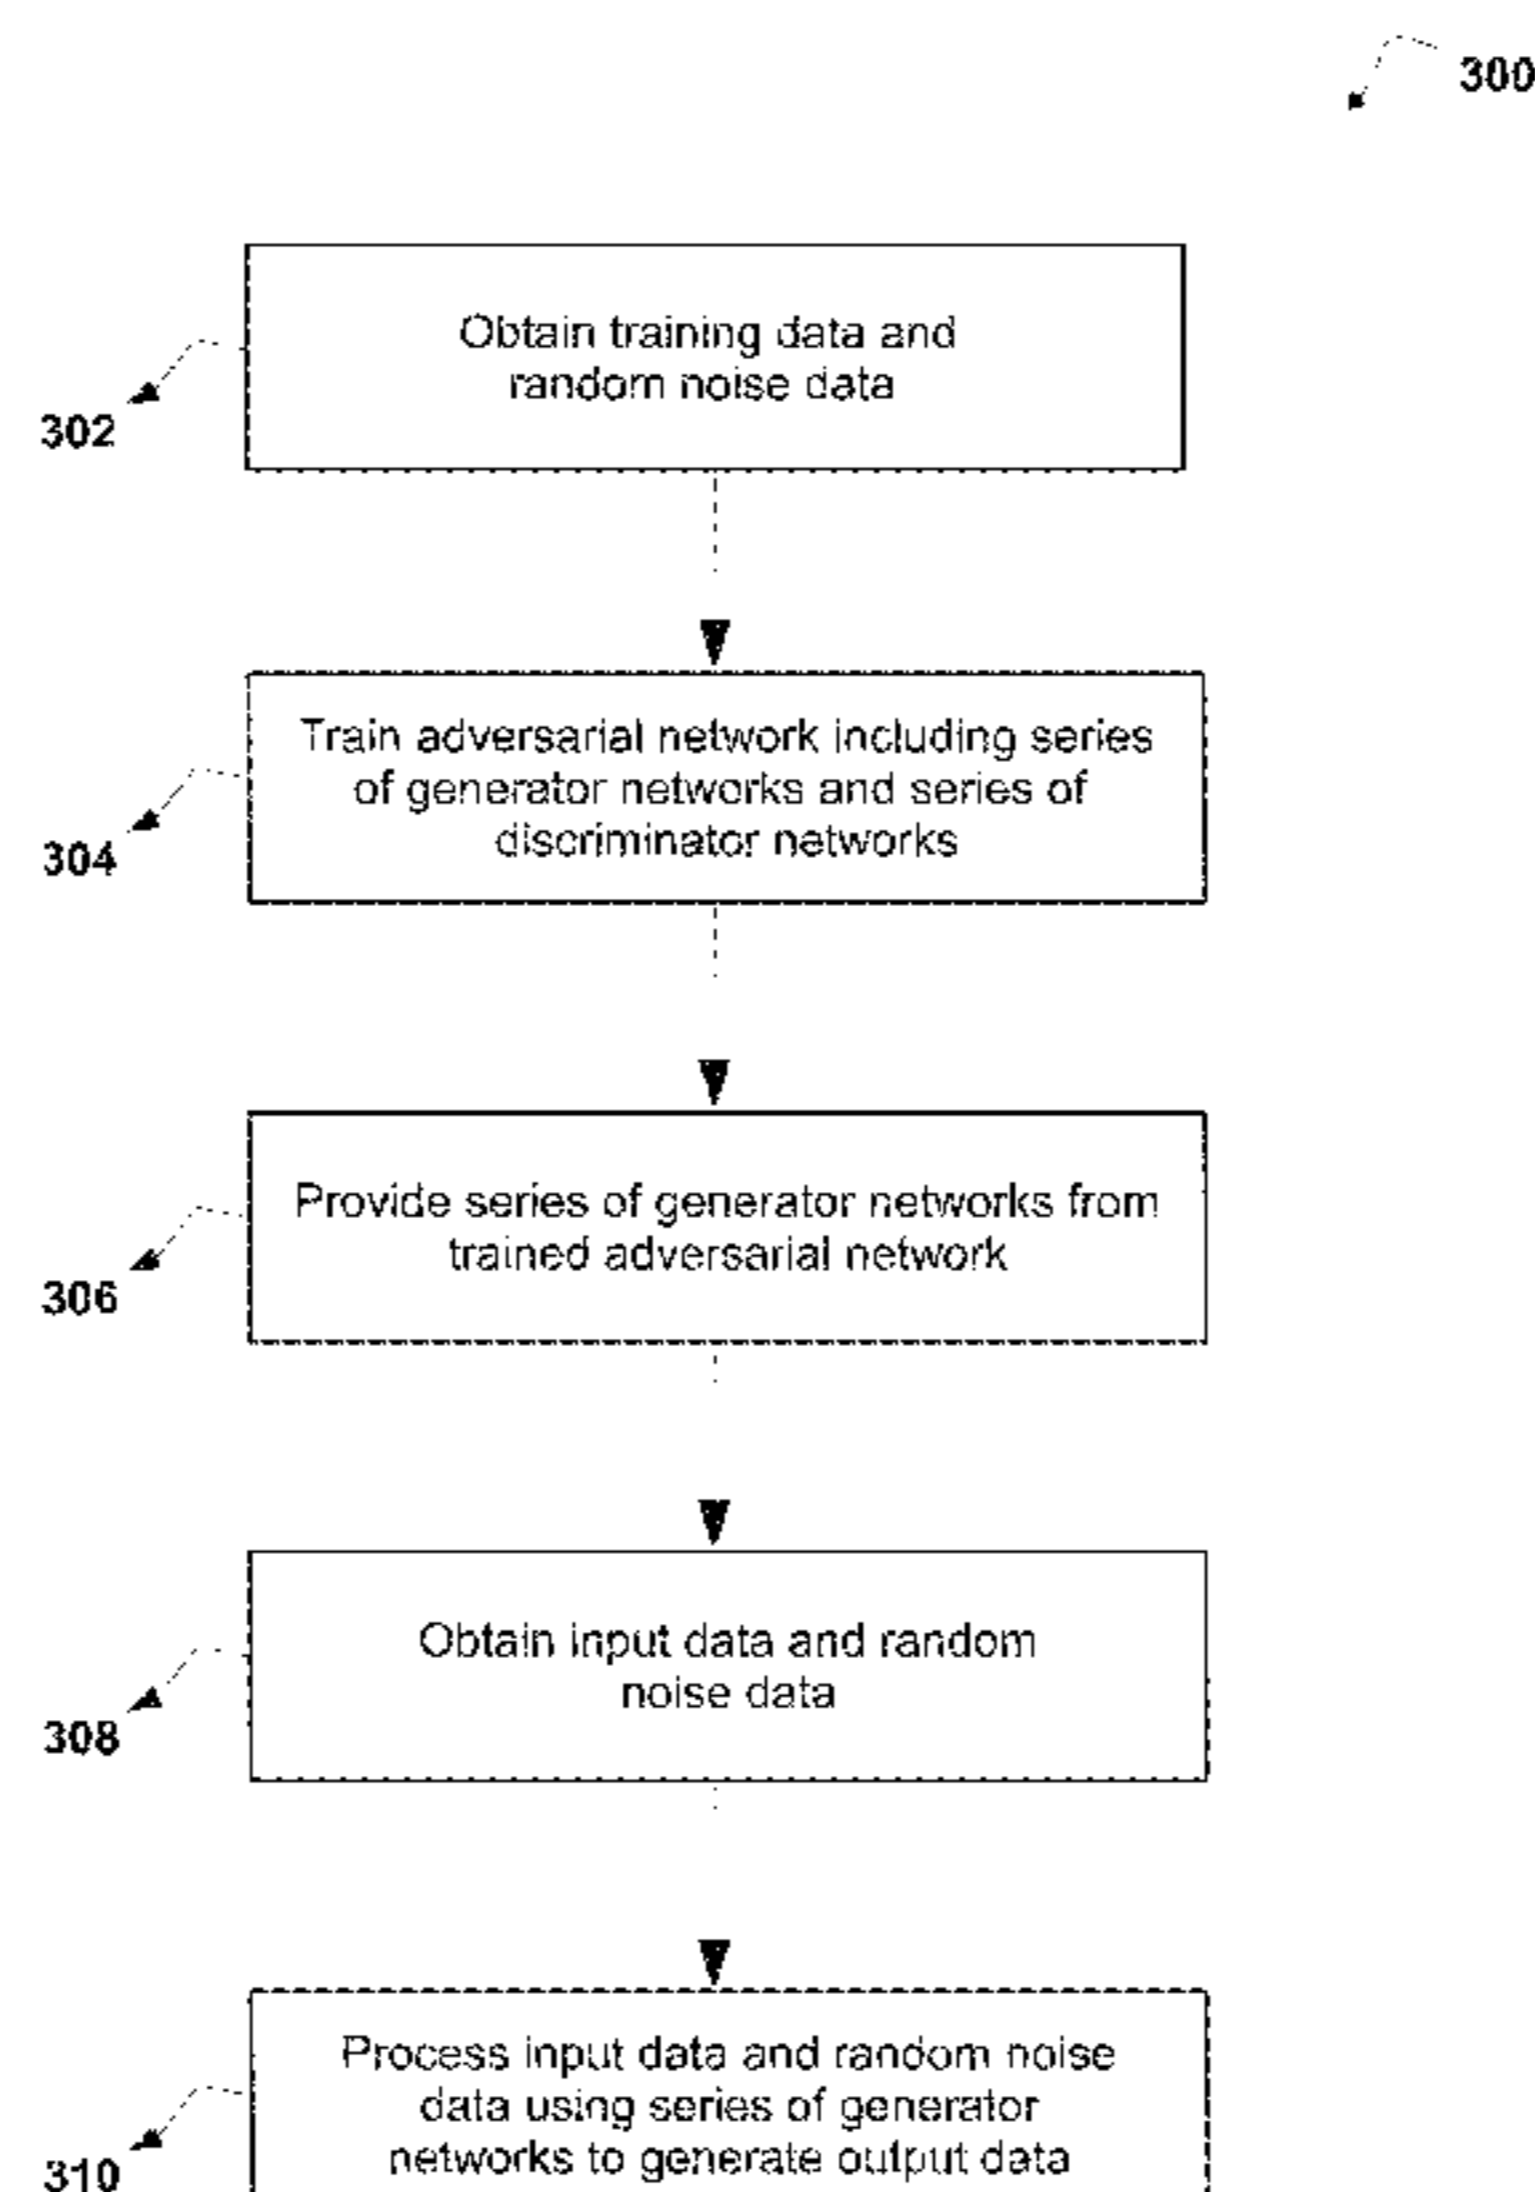 300
Obtain training data and
random noise data
302
Train adversarial network including series
of generator networks and series of
discriminator networks
304
Provide series of generator networks from
trained adversarial network
306
Obtain input data and random
noise data
308
Process input data and random noise
data using series of generator
networks to generate output data
310